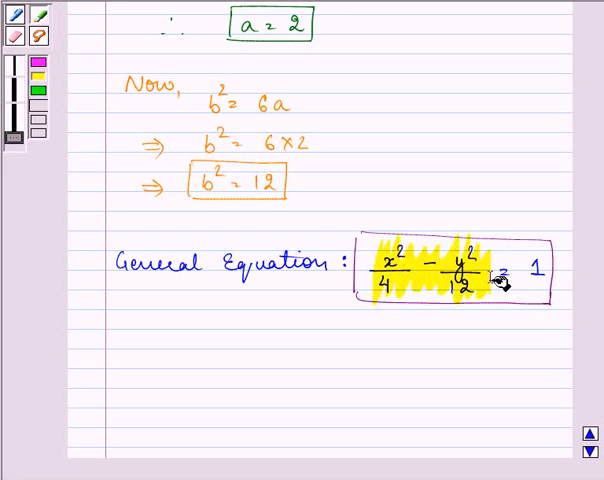 ∴ a = 2
Now,
b² = 6a
⇒ b² = 6×2
⇒ b² = 12
General Equation : x²/4 − y²/12 = 1